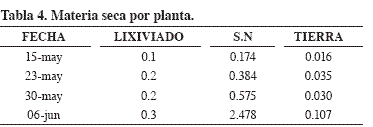 Tabla 4. Materia seca por planta.
FECHA LIXIVIADO S.N TIERRA
15-may 0.1 0.174 0.016
23-may 0.2 0.384 0.035
30-may 0.2 0.575 0.030
06-jun 0.3 2.478 0.107